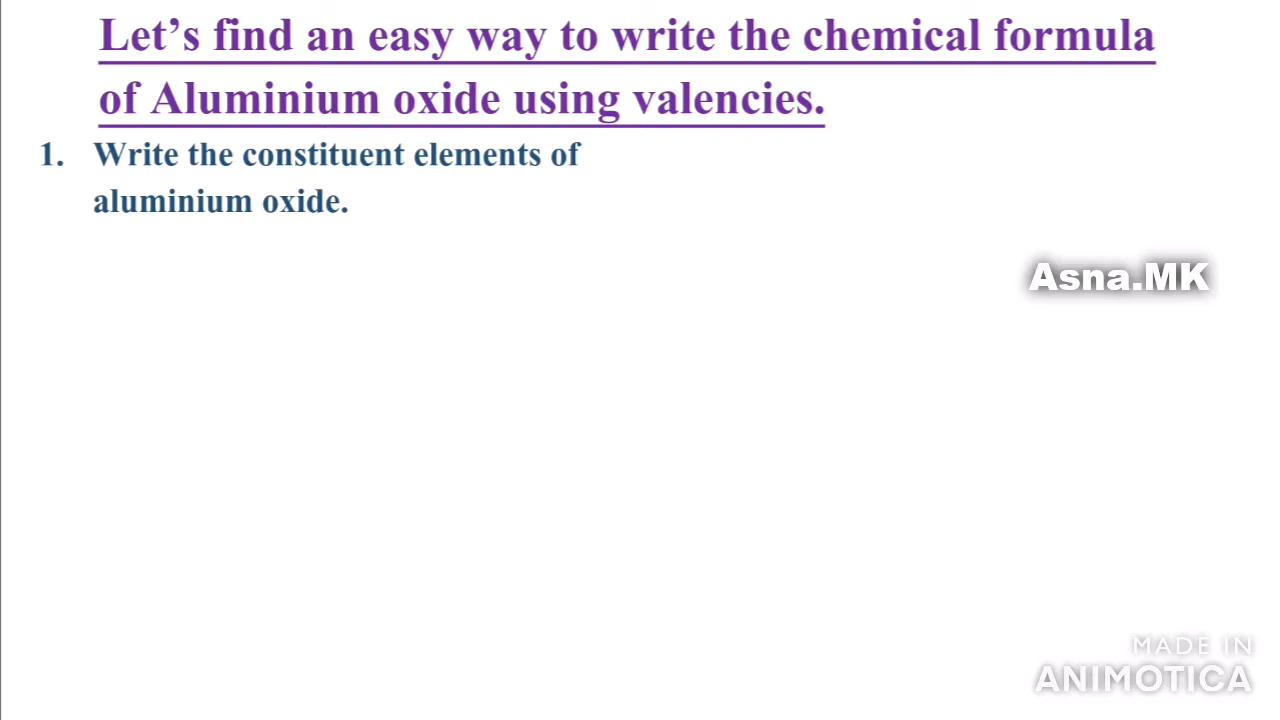 Let’s find an easy way to write the chemical formula
of Aluminium oxide using valencies.
1. Write the constituent elements of
aluminium oxide.
Asna.MK
MADE IN
ANIMOTICA